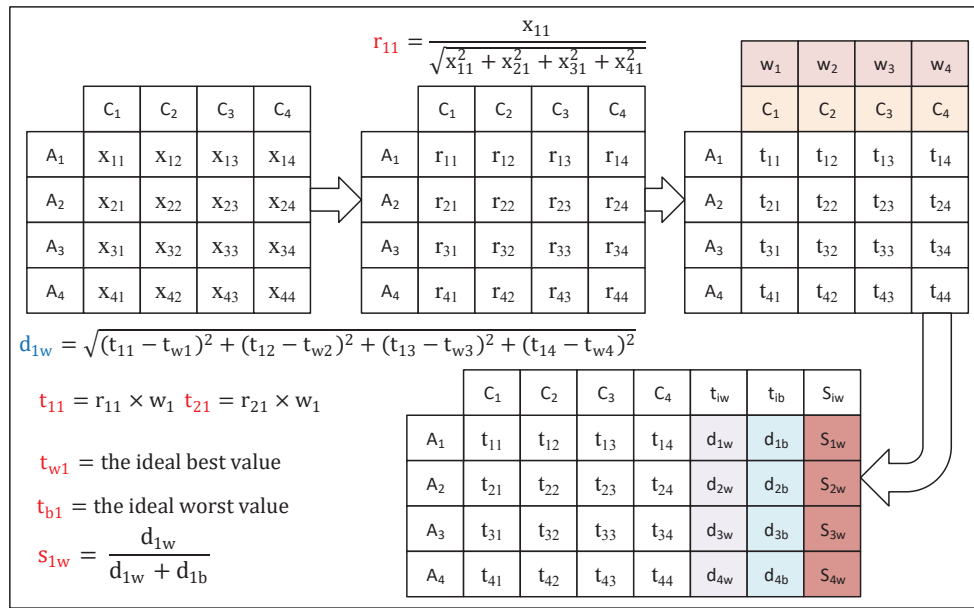 r₁₁ = x₁₁ / √(x₁₁² + x₂₁² + x₃₁² + x₄₁²)
C₁ C₂ C₃ C₄
A₁ x₁₁ x₁₂ x₁₃ x₁₄
A₂ x₂₁ x₂₂ x₂₃ x₂₄
A₃ x₃₁ x₃₂ x₃₃ x₃₄
A₄ x₄₁ x₄₂ x₄₃ x₄₄
C₁ C₂ C₃ C₄
A₁ r₁₁ r₁₂ r₁₃ r₁₄
A₂ r₂₁ r₂₂ r₂₃ r₂₄
A₃ r₃₁ r₃₂ r₃₃ r₃₄
A₄ r₄₁ r₄₂ r₄₃ r₄₄
w₁ w₂ w₃ w₄
C₁ C₂ C₃ C₄
A₁ t₁₁ t₁₂ t₁₃ t₁₄
A₂ t₂₁ t₂₂ t₂₃ t₂₄
A₃ t₃₁ t₃₂ t₃₃ t₃₄
A₄ t₄₁ t₄₂ t₄₃ t₄₄
d₁w = √((t₁₁ − tw₁)² + (t₁₂ − tw₂)² + (t₁₃ − tw₃)² + (t₁₄ − tw₄)²)
t₁₁ = r₁₁ × w₁ t₂₁ = r₂₁ × w₁
tw₁ = the ideal best value
tb₁ = the ideal worst value
s₁w = d₁w / (d₁w + d₁b)
C₁ C₂ C₃ C₄ tiw tib Siw
A₁ t₁₁ t₁₂ t₁₃ t₁₄ d₁w d₁b S₁w
A₂ t₂₁ t₂₂ t₂₃ t₂₄ d₂w d₂b S₂w
A₃ t₃₁ t₃₂ t₃₃ t₃₄ d₃w d₃b S₃w
A₄ t₄₁ t₄₂ t₄₃ t₄₄ d₄w d₄b S₄w